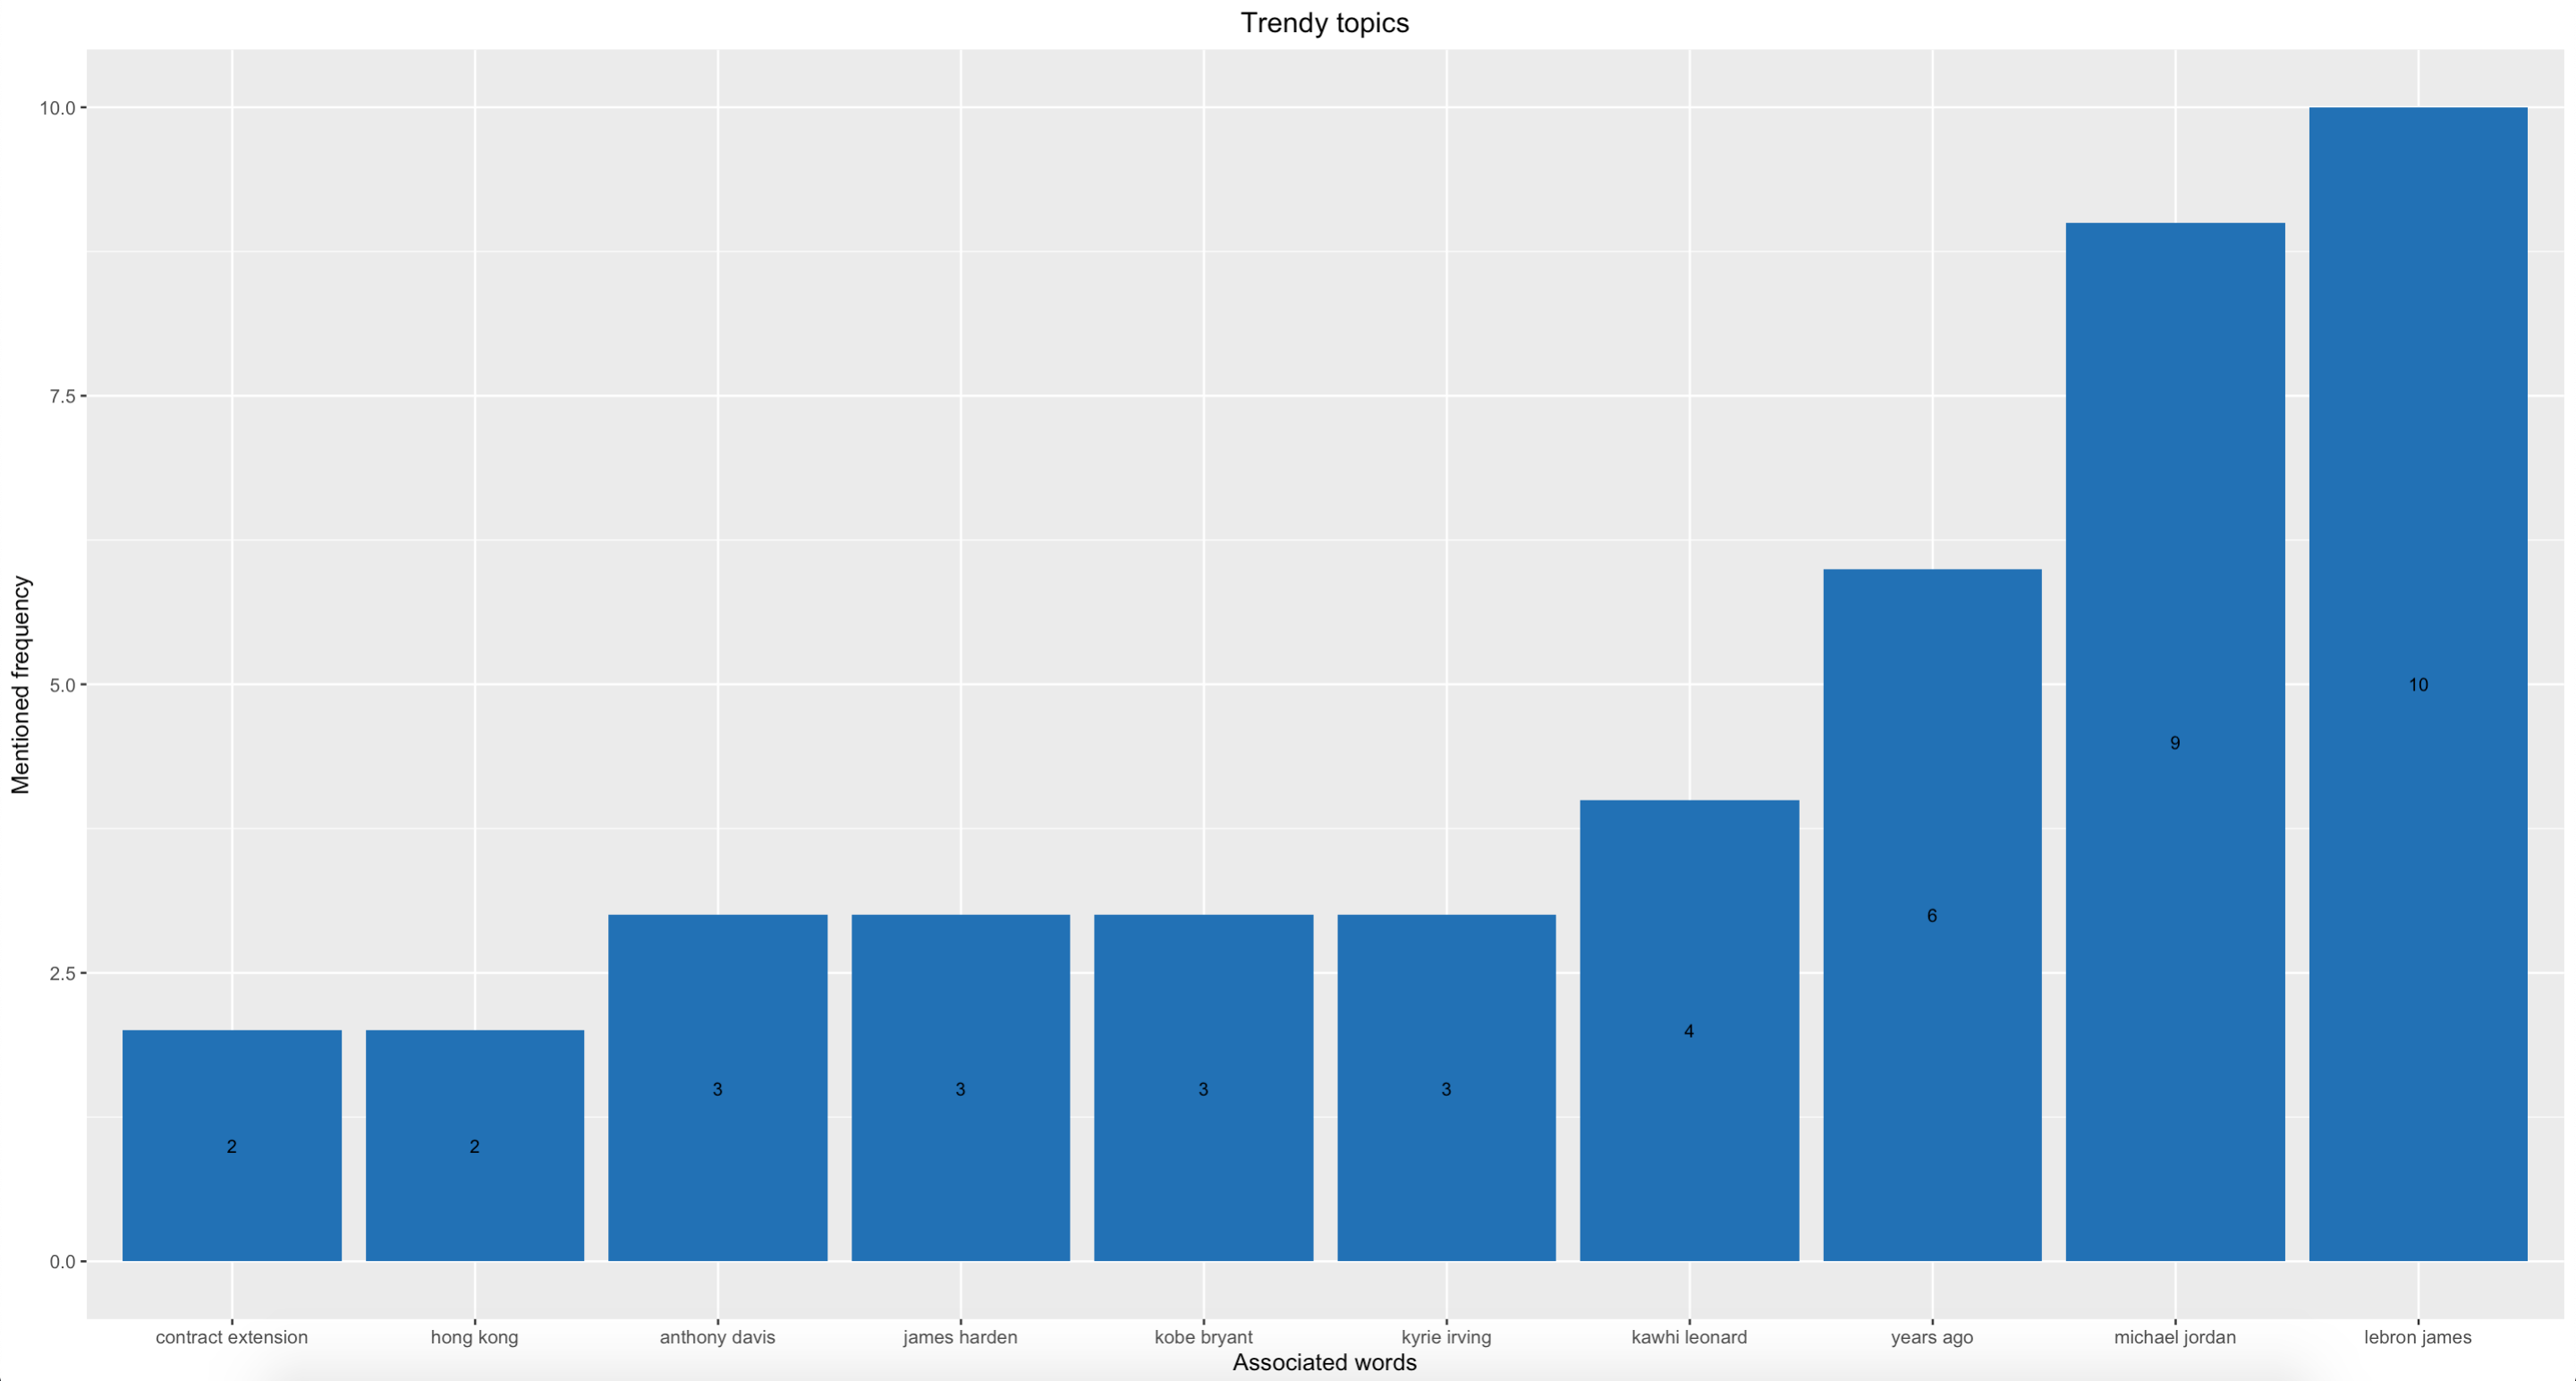 Trendy topics
Mentioned frequency
10.0
7.5
5.0
2.5
0.0
2
2
3
3
3
3
4
6
9
10
contract extension
hong kong
anthony davis
james harden
kobe bryant
kyrie irving
kawhi leonard
years ago
michael jordan
lebron james
Associated words